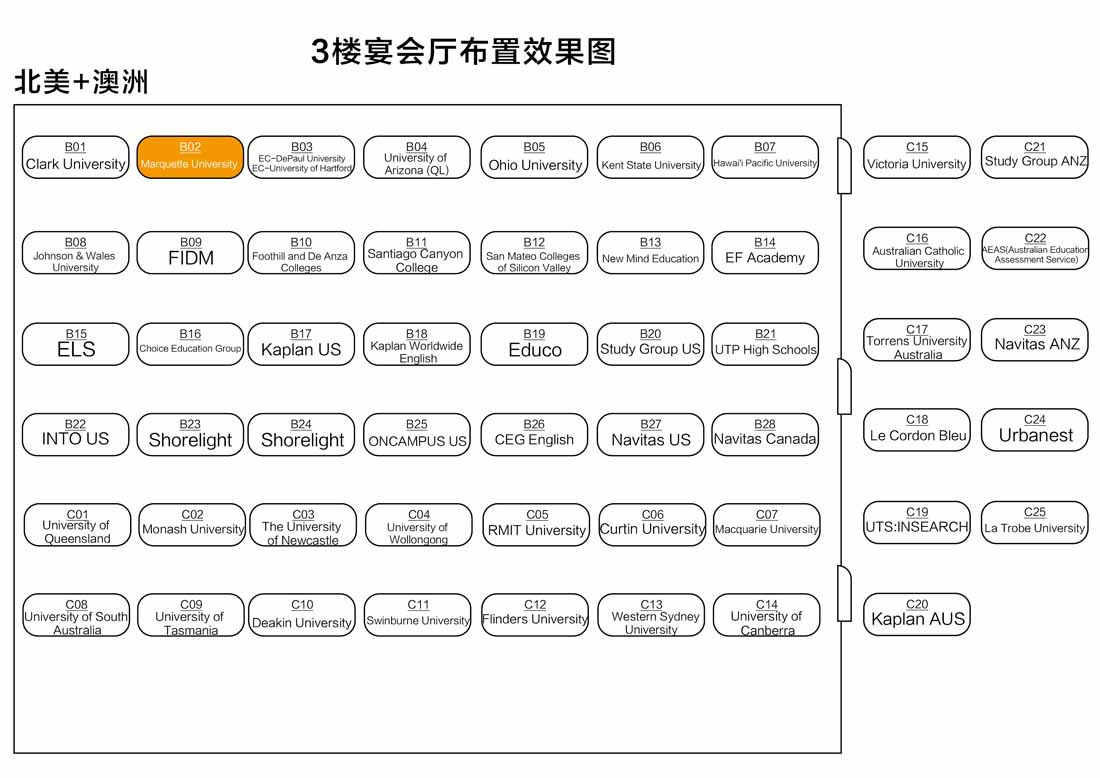 3楼宴会厅布置效果图
北美+澳洲
B01
Clark University
B02
Marquette University
B03
EC-DePaul University
EC-University of Hartford
B04
University of
Arizona (QL)
B05
Ohio University
B06
Kent State University
B07
Hawai'i Pacific University
C15
Victoria University
C21
Study Group ANZ
B08
Johnson & Wales
University
B09
FIDM
B10
Foothill and De Anza
Colleges
B11
Santiago Canyon
College
B12
San Mateo Colleges
of Silicon Valley
B13
New Mind Education
B14
EF Academy
C16
Australian Catholic
University
C22
AEAS(Australian Education
Assessment Service)
B15
ELS
B16
Choice Education Group
B17
Kaplan US
B18
Kaplan Worldwide
English
B19
Educo
B20
Study Group US
B21
UTP High Schools
C17
Torrens University
Australia
C23
Navitas ANZ
B22
INTO US
B23
Shorelight
B24
Shorelight
B25
ONCAMPUS US
B26
CEG English
B27
Navitas US
B28
Navitas Canada
C18
Le Cordon Bleu
C24
Urbanest
C01
University of
Queensland
C02
Monash University
C03
The University
of Newcastle
C04
University of
Wollongong
C05
RMIT University
C06
Curtin University
C07
Macquarie University
C19
UTS:INSEARCH
C25
La Trobe University
C08
University of South
Australia
C09
University of
Tasmania
C10
Deakin University
C11
Swinburne University
C12
Flinders University
C13
Western Sydney
University
C14
University of
Canberra
C20
Kaplan AUS